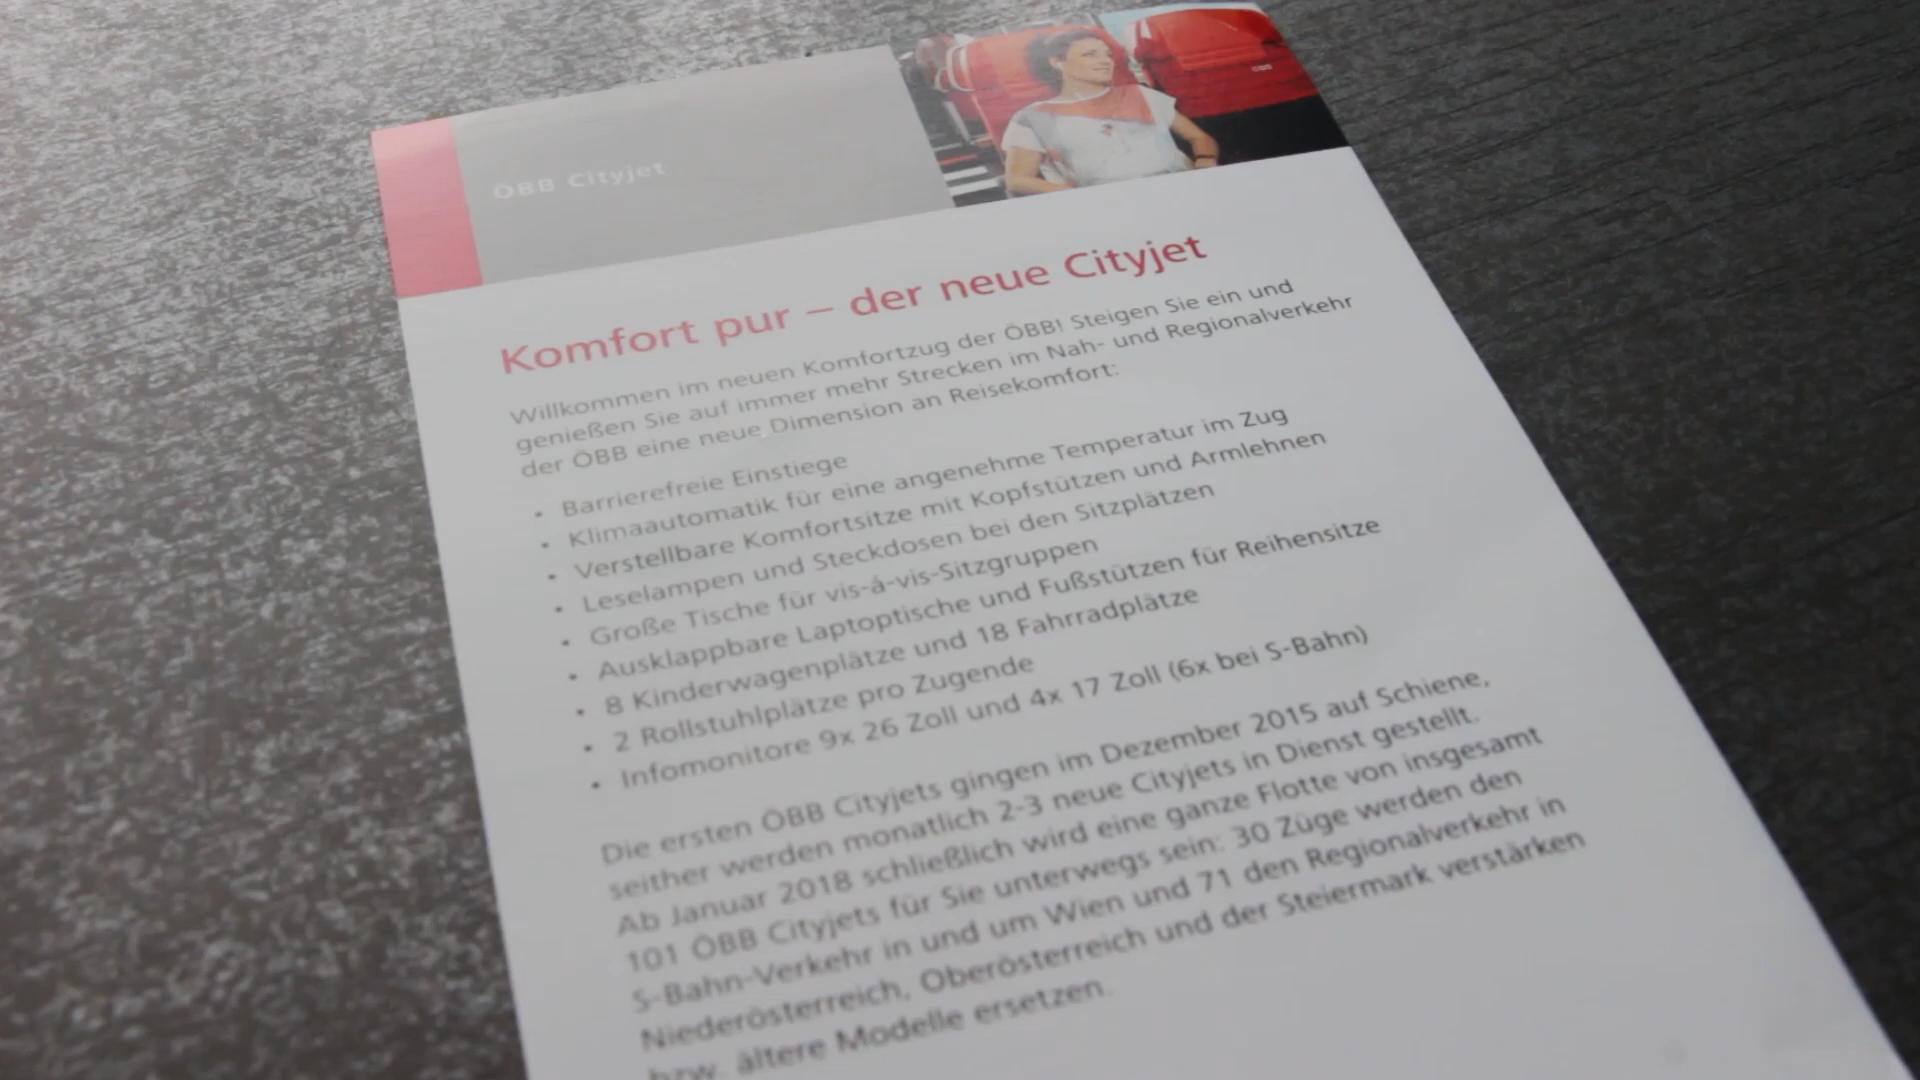 ÖBB Cityjet
Komfort pur – der neue Cityjet
Willkommen im neuen Komfortzug der ÖBB! Steigen Sie ein und
genießen Sie auf immer mehr Strecken im Nah- und Regionalverkehr
der ÖBB eine neue Dimension an Reisekomfort:
• Barrierefreie Einstiege
• Klimaautomatik für eine angenehme Temperatur im Zug
• Verstellbare Komfortsitze mit Kopfstützen und Armlehnen
• Leselampen und Steckdosen bei den Sitzplätzen
• Große Tische für vis-á-vis-Sitzgruppen
• Ausklappbare Laptoptische und Fußstützen für Reihensitze
• 8 Kinderwagenplätze und 18 Fahrradplätze
• 2 Rollstuhlplätze pro Zugende
• Infomonitore 9x 26 Zoll und 4x 17 Zoll (6x bei S-Bahn)
Die ersten ÖBB Cityjets gingen im Dezember 2015 auf Schiene,
seither werden monatlich 2-3 neue Cityjets in Dienst gestellt.
Ab Januar 2018 schließlich wird eine ganze Flotte von insgesamt
101 ÖBB Cityjets für Sie unterwegs sein: 30 Züge werden den
S-Bahn-Verkehr in und um Wien und 71 den Regionalverkehr in
Niederösterreich, Oberösterreich und der Steiermark verstärken
bzw. ältere Modelle ersetzen.